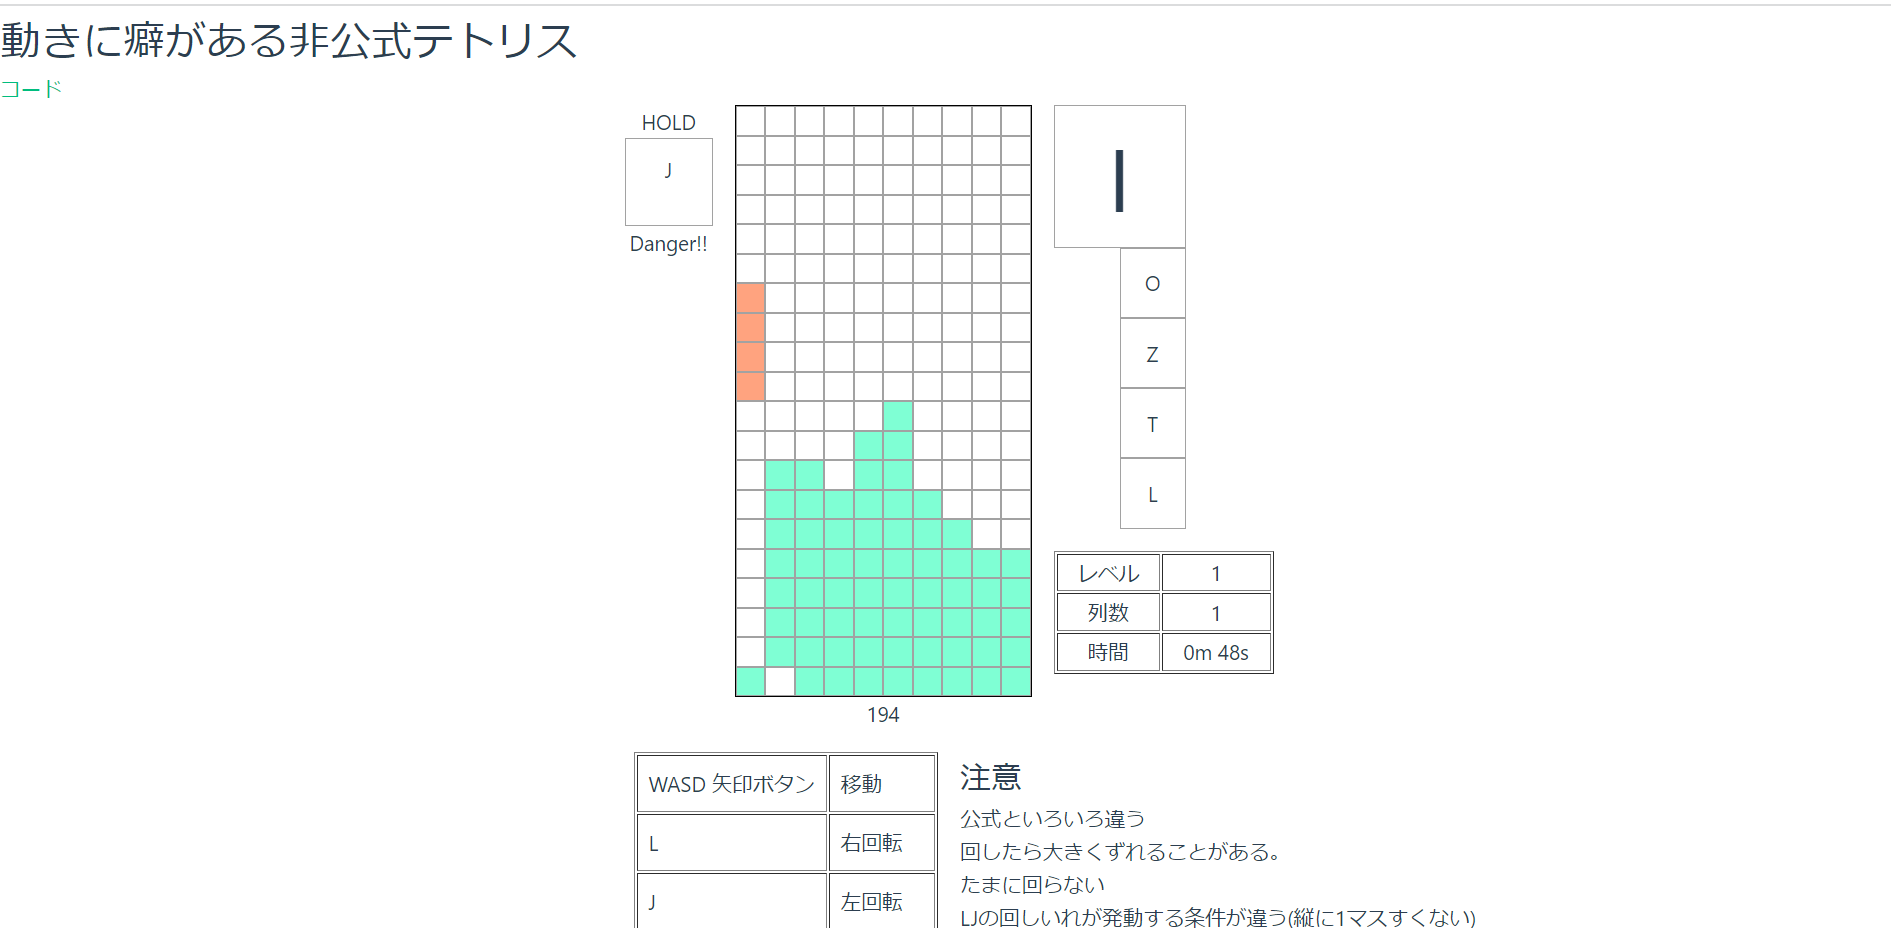 動きに癖がある非公式テトリス
コード
HOLD
J
Danger!!
I
O
Z
T
L
レベル 1
列数 1
時間 0m 48s
194
WASD 矢印ボタン 移動
L 右回転
J 左回転
注意
公式といろいろ違う
回したら大きくずれることがある。
たまに回らない
LJの回しいれが発動する条件が違う(縦に1マスすくない)